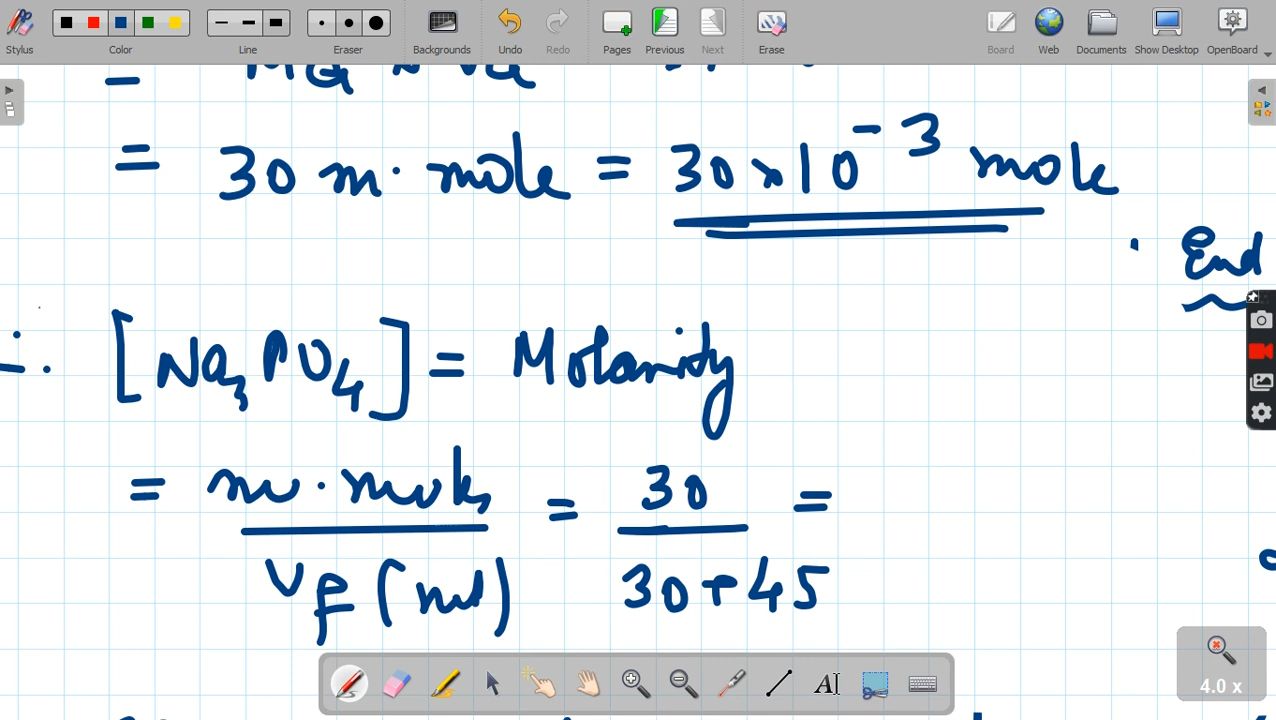 Stylus Color Line Eraser Backgrounds Undo Redo Pages Previous Next Erase Board Web Documents Show Desktop OpenBoard
= 30 m. mole = 30 x 10⁻³ mole
. End
∴ [Na₃PO₄] = Molarity
= m. moles / Vf (ml) = 30 / 30+45 =
4.0 x